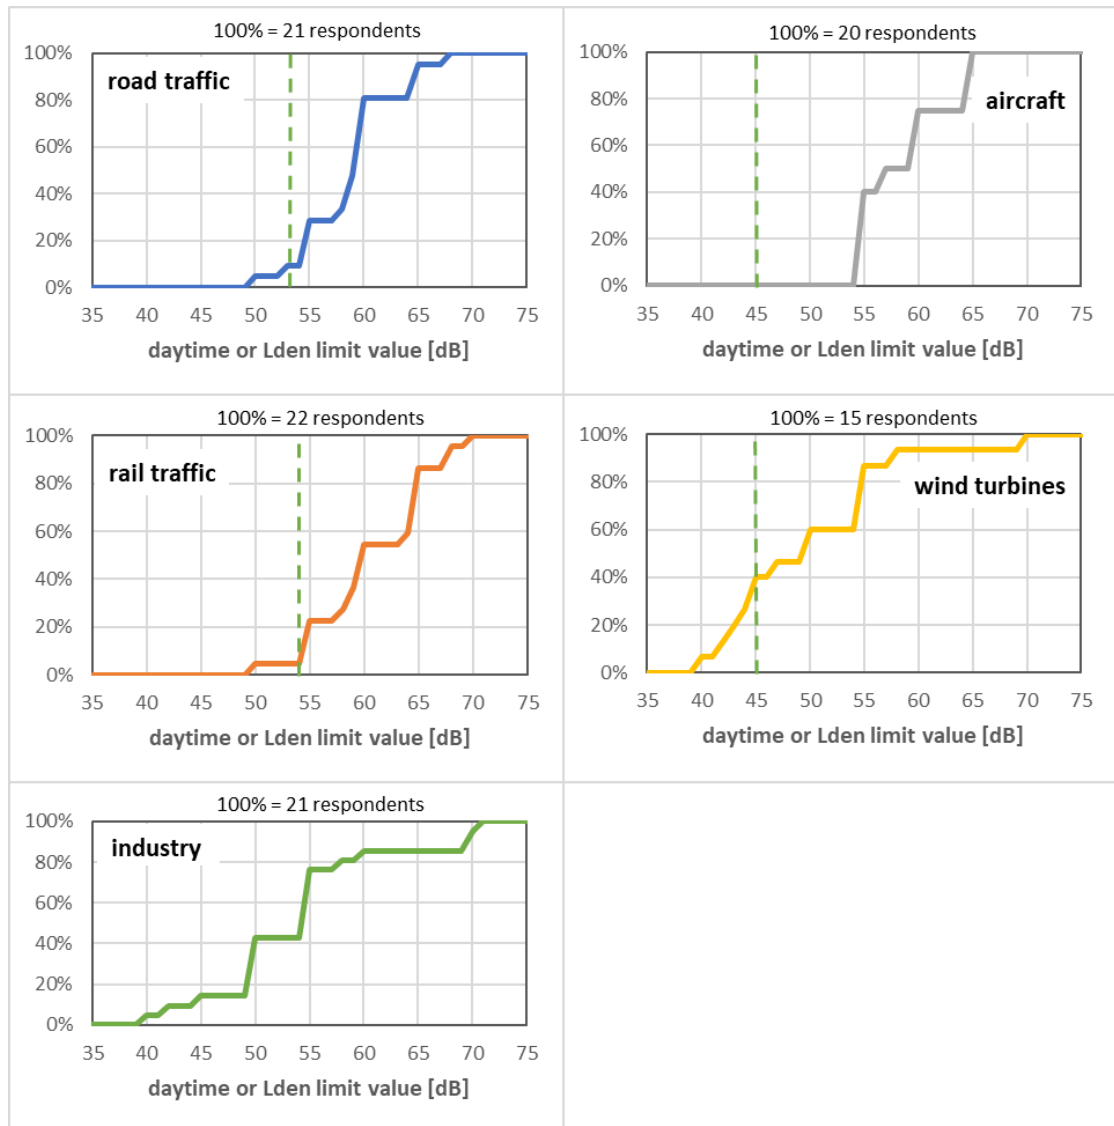 100% = 21 respondents
100%
80%
60%
40%
20%
0%
road traffic
35 40 45 50 55 60 65 70 75
daytime or Lden limit value [dB]
100% = 20 respondents
100%
80%
60%
40%
20%
0%
aircraft
35 40 45 50 55 60 65 70 75
daytime or Lden limit value [dB]
100% = 22 respondents
100%
80%
60%
40%
20%
0%
rail traffic
35 40 45 50 55 60 65 70 75
daytime or Lden limit value [dB]
100% = 15 respondents
100%
80%
60%
40%
20%
0%
wind turbines
35 40 45 50 55 60 65 70 75
daytime or Lden limit value [dB]
100% = 21 respondents
100%
80%
60%
40%
20%
0%
industry
35 40 45 50 55 60 65 70 75
daytime or Lden limit value [dB]